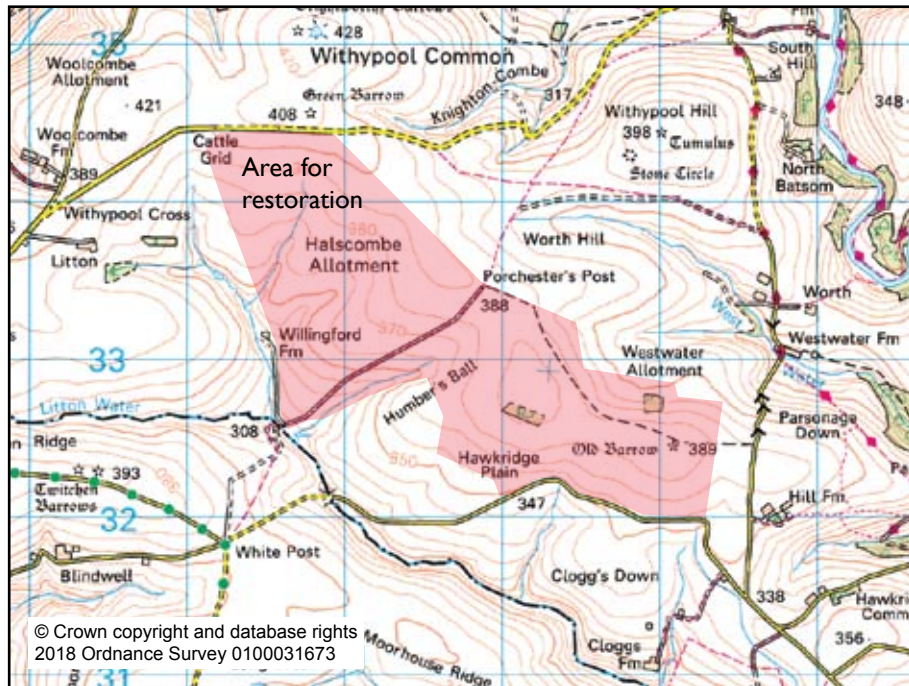 35
428
South
Hill
Woolcombe
Allotment
Withypool Common
Knighton Combe
421
408
Green Barrow
317
Withypool Hill
398
Tumulus
Stone Circle
348
Woolcombe
Fm
389
Cattle
Grid
Area for
restoration
North
Batsom
Withypool Cross
Litton
380
Halscombe
Allotment
Worth Hill
Porchester's Post
388
Worth
West
Water
Westwater Fm
370
Willingford
Fm
33
Westwater
Allotment
Humber's Ball
Litton Water
308
Parsonage
Down
Ridge
393
Twitchen
Barrows
350
Hawkridge
Plain
Old Barrow
389
347
Hill Fm
32
White Post
Blindwell
Clogg's Down
338
Hawkridge
356
Cloggs
Fm
Moorhouse Ridge
© Crown copyright and database rights
2018 Ordnance Survey 0100031673
31